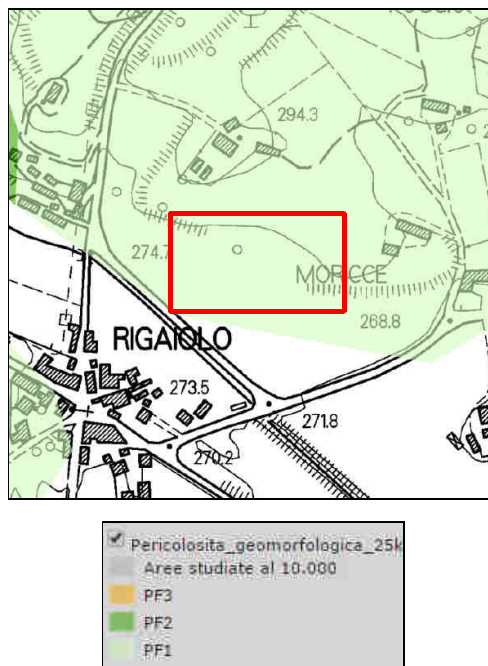 294.3
274.7
MORCCE
268.8
RIGAIOLO
273.5
271.8
270.2
Pericolosita_geomorfologica_25k
Aree studiate al 10.000
PF3
PF2
PF1